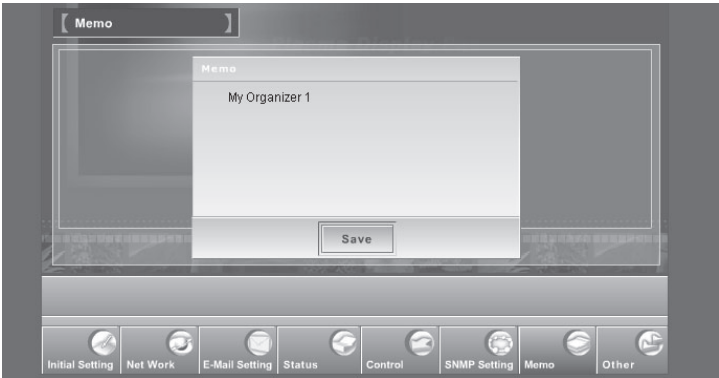 Memo
Memo
My Organizer 1
Save
Initial Setting
Net Work
E-Mail Setting
Status
Control
SNMP Setting
Memo
Other